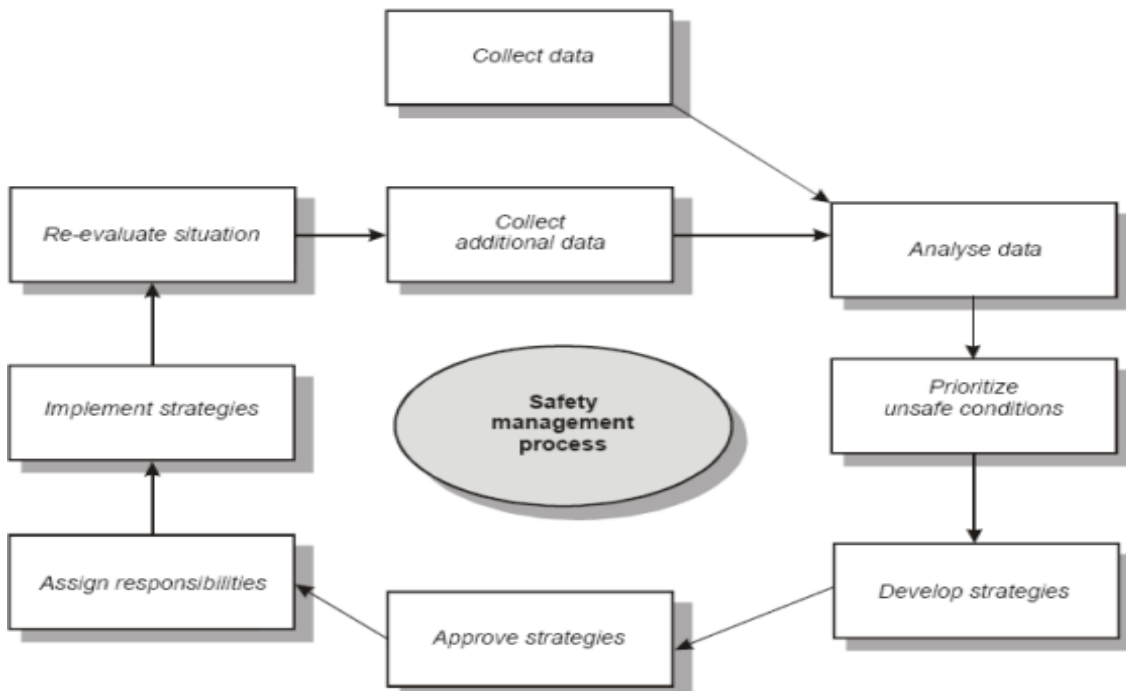 Collect data
Re-evaluate situation
Collect
additional data
Analyse data
Implement strategies
Safety
management
process
Prioritize
unsafe conditions
Assign responsibilities
Approve strategies
Develop strategies